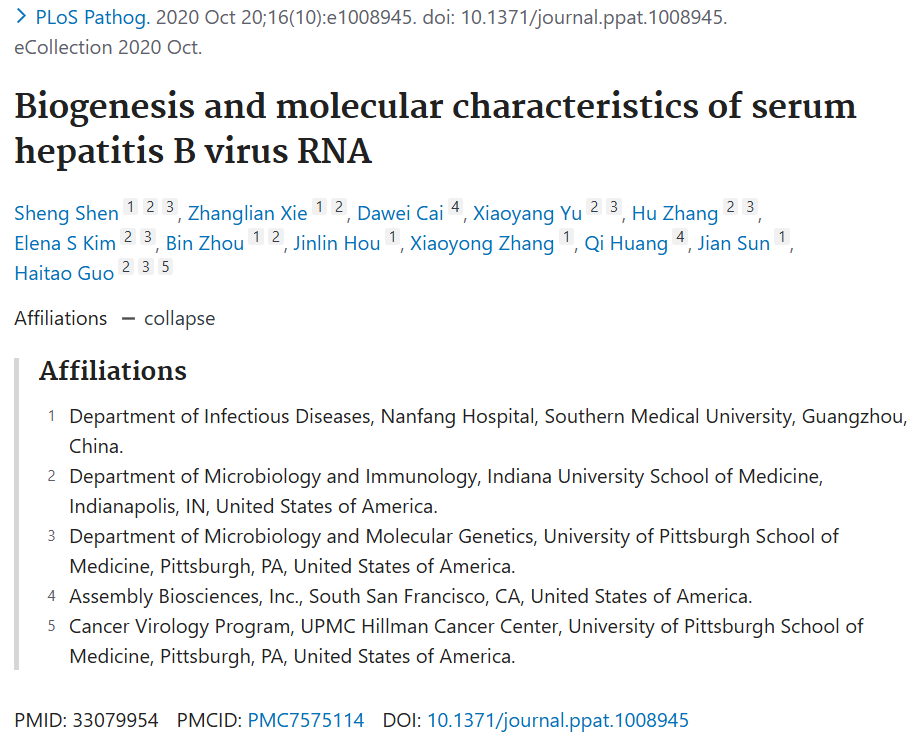 PLoS Pathog. 2020 Oct 20;16(10):e1008945. doi: 10.1371/journal.ppat.1008945.
eCollection 2020 Oct.
Biogenesis and molecular characteristics of serum
hepatitis B virus RNA
Sheng Shen 1 2 3, Zhanglian Xie 1 2, Dawei Cai 4, Xiaoyang Yu 2 3, Hu Zhang 2 3,
Elena S Kim 2 3, Bin Zhou 1 2, Jinlin Hou 1, Xiaoyong Zhang 1, Qi Huang 4, Jian Sun 1,
Haitao Guo 2 3 5
Affiliations — collapse
Affiliations
1 Department of Infectious Diseases, Nanfang Hospital, Southern Medical University, Guangzhou,
China.
2 Department of Microbiology and Immunology, Indiana University School of Medicine,
Indianapolis, IN, United States of America.
3 Department of Microbiology and Molecular Genetics, University of Pittsburgh School of
Medicine, Pittsburgh, PA, United States of America.
4 Assembly Biosciences, Inc., South San Francisco, CA, United States of America.
5 Cancer Virology Program, UPMC Hillman Cancer Center, University of Pittsburgh School of
Medicine, Pittsburgh, PA, United States of America.
PMID: 33079954 PMCID: PMC7575114 DOI: 10.1371/journal.ppat.1008945